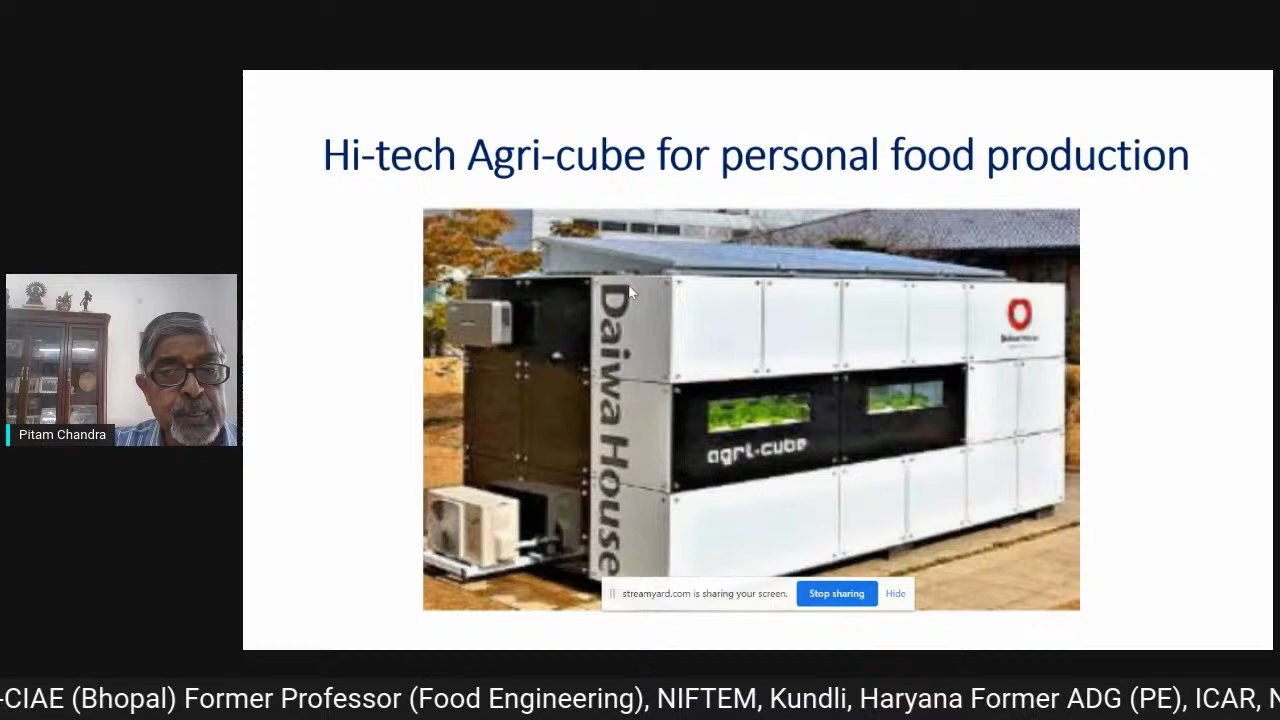 Hi-tech Agri-cube for personal food production
Daiwa House
agri-cube
Pitam Chandra
streamyard.com is sharing your screen.
Stop sharing
Hide
-CIAE (Bhopal) Former Professor (Food Engineering), NIFTEM, Kundli, Haryana Former ADG (PE), ICAR, N